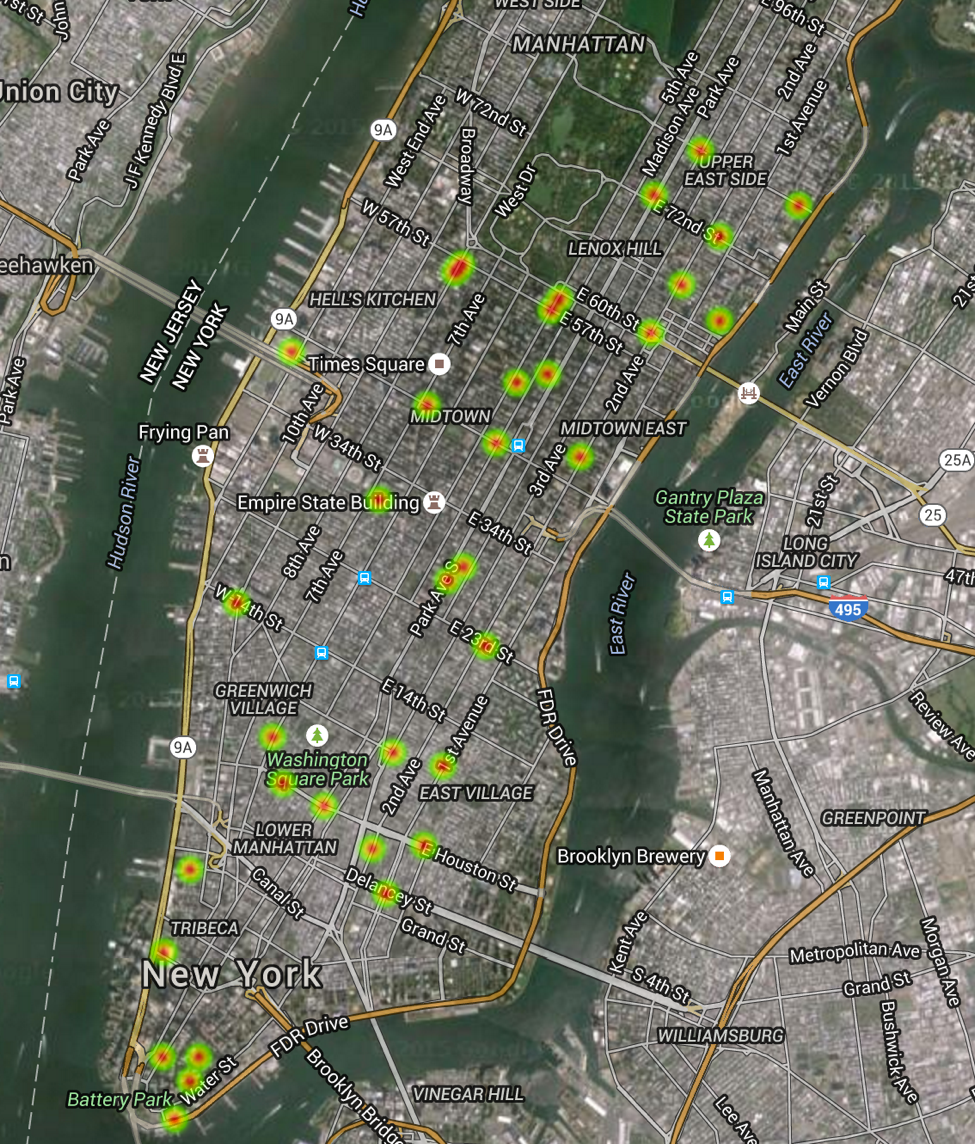 WEST SIDE
E 96th St
MANHATTAN
Union City
John
J F Kennedy Blvd E
Park Ave
9A
West End Ave
W 72nd St
Broadway
West Dr
5th Ave
Madison Ave
Park Ave
2nd Ave
1st Avenue
UPPER
EAST SIDE
E 72nd St
W 57th St
LENOX HILL
eehawken
HELL'S KITCHEN
7th Ave
E 60th St
E 57th St
Main St
East River
Vernon Blvd
21st
NEW JERSEY
NEW YORK
9A
Times Square
10th Ave
MIDTOWN
2nd Ave
MIDTOWN EAST
Park Ave
Frying Pan
W 34th St
3rd Ave
25A
25
Hudson River
Empire State Building
E 34th St
Gantry Plaza
State Park
21st St
LONG
ISLAND CITY
47th
495
8th Ave
7th Ave
Park Ave S
W 14th St
E 23rd St
East River
FDR Drive
GREENWICH
VILLAGE
E 14th St
1st Avenue
Review Ave
9A
Washington
Square Park
2nd Ave
EAST VILLAGE
Manhattan Ave
GREENPOINT
LOWER
MANHATTAN
E Houston St
Brooklyn Brewery
Canal St
Delancey St
Grand St
TRIBECA
Kent Ave
Metropolitan Ave
Morgan Ave
New York
S 4th St
Grand St
Bushwick Ave
FDR Drive
WILLIAMSBURG
Water St
Battery Park
Brooklyn Bridge
VINEGAR HILL
Lee Ave